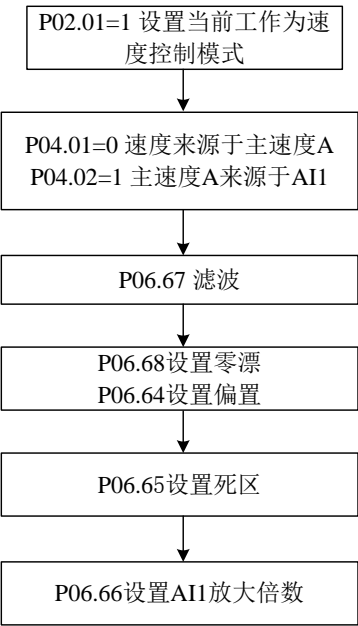 P02.01=1 设置当前工作为速
度控制模式
P04.01=0 速度来源于主速度A
P04.02=1 主速度A来源于AI1
P06.67 滤波
P06.68设置零漂
P06.64设置偏置
P06.65设置死区
P06.66设置AI1放大倍数